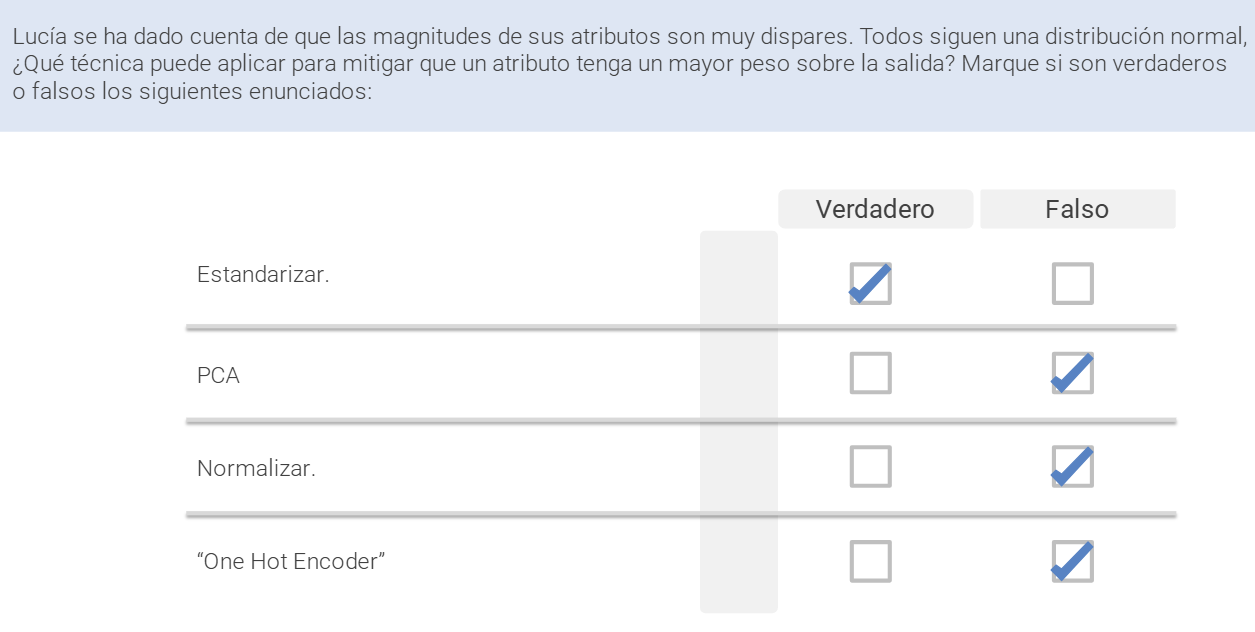 Lucía se ha dado cuenta de que las magnitudes de sus atributos son muy dispares. Todos siguen una distribución normal,
¿Qué técnica puede aplicar para mitigar que un atributo tenga un mayor peso sobre la salida? Marque si son verdaderos
o falsos los siguientes enunciados:
Verdadero Falso
Estandarizar.
PCA
Normalizar.
“One Hot Encoder”